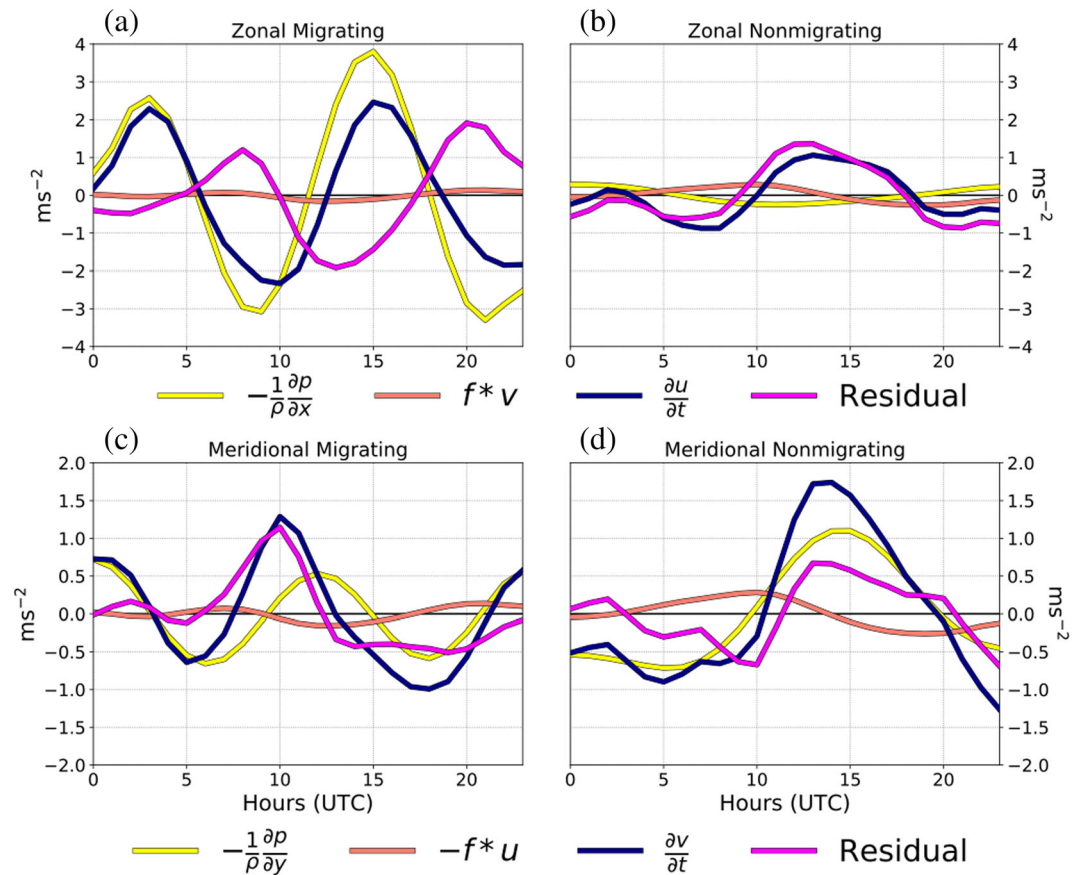 (a) (b)
Zonal Migrating Zonal Nonmigrating
4 4
3 3
2 2
1 1
0 0
−1 −1
−2 −2
−3 −3
−4 −4
ms⁻² ms⁻²
0 5 10 15 20 0 5 10 15 20
−1/ρ ∂p/∂x f*v ∂u/∂t Residual
(c) (d)
Meridional Migrating Meridional Nonmigrating
2.0 2.0
1.5 1.5
1.0 1.0
0.5 0.5
0.0 0.0
−0.5 −0.5
−1.0 −1.0
−1.5 −1.5
−2.0 −2.0
ms⁻² ms⁻²
0 5 10 15 20 0 5 10 15 20
Hours (UTC) Hours (UTC)
−1/ρ ∂p/∂y −f*u ∂v/∂t Residual